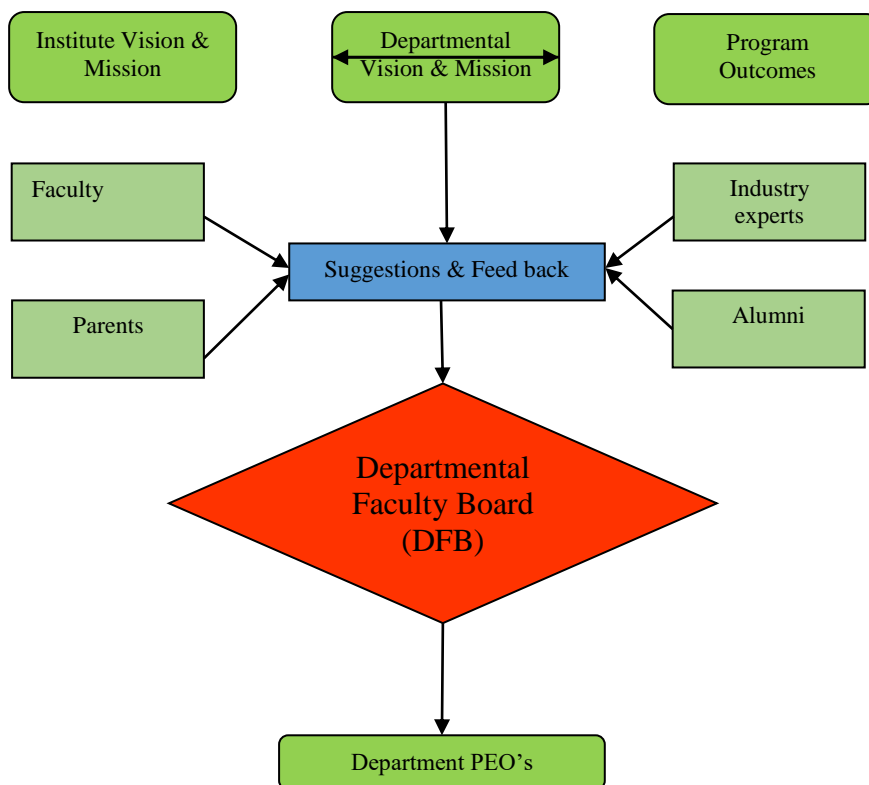 Institute Vision &
Mission
Departmental
Vision & Mission
Program
Outcomes
Faculty
Industry
experts
Suggestions & Feed back
Parents
Alumni
Departmental
Faculty Board
(DFB)
Department PEO’s